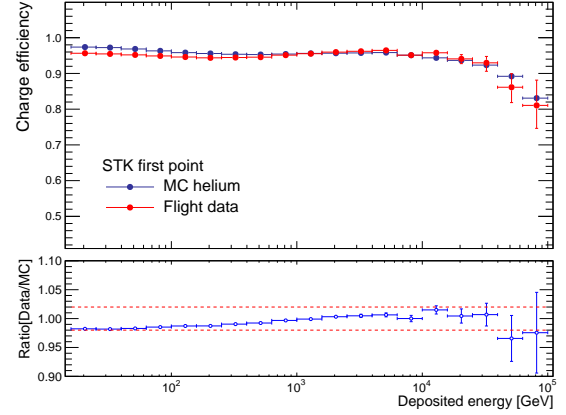 Charge efficiency
1.0
0.9
0.8
0.7
0.6
0.5
STK first point
MC helium
Flight data
Ratio[Data/MC]
1.10
1.05
1.00
0.95
0.90
10² 10³ 10⁴ 10⁵
Deposited energy [GeV]